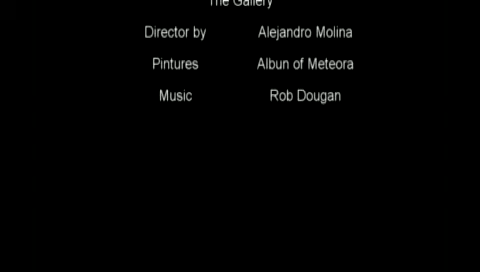 The Gallery
Director by Alejandro Molina
Pintures Albun of Meteora
Music Rob Dougan